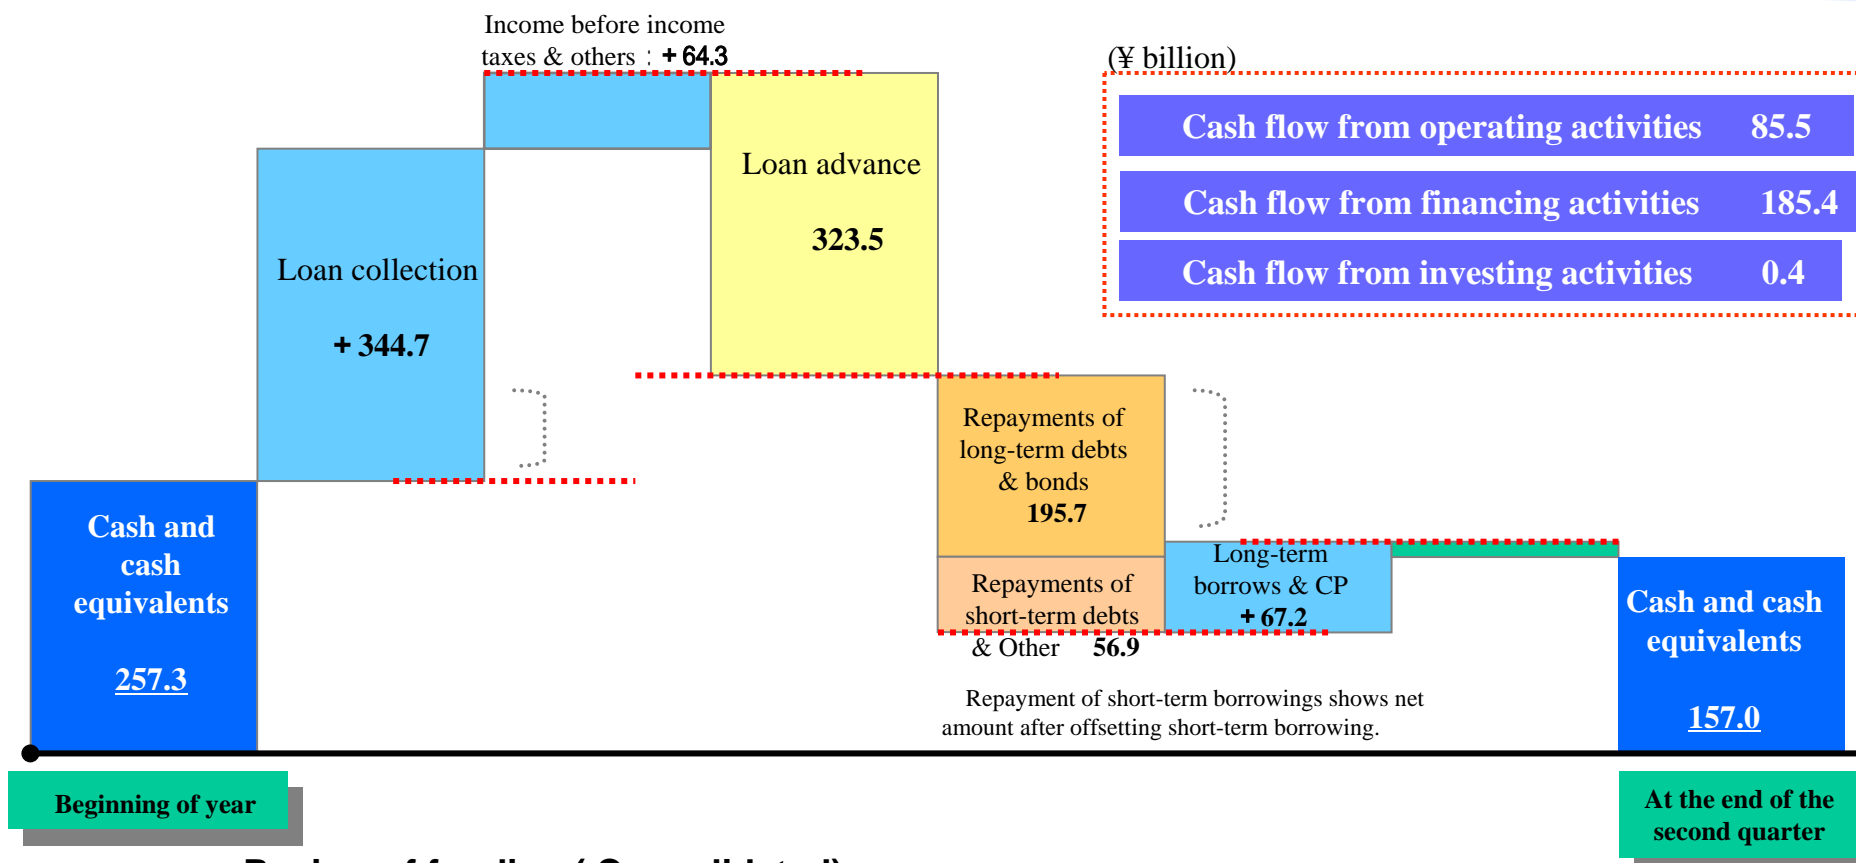 Income before income
taxes & others : + 64.3
(¥ billion)
Cash flow from operating activities 85.5
Cash flow from financing activities 185.4
Cash flow from investing activities 0.4
Loan advance
323.5
Loan collection
+ 344.7
Repayments of
long-term debts
& bonds
195.7
Cash and
cash
equivalents
257.3
Repayments of
short-term debts
& Other 56.9
Long-term
borrows & CP
+ 67.2
Cash and cash
equivalents
157.0
Repayment of short-term borrowings shows net
amount after offsetting short-term borrowing.
Beginning of year
At the end of the
second quarter